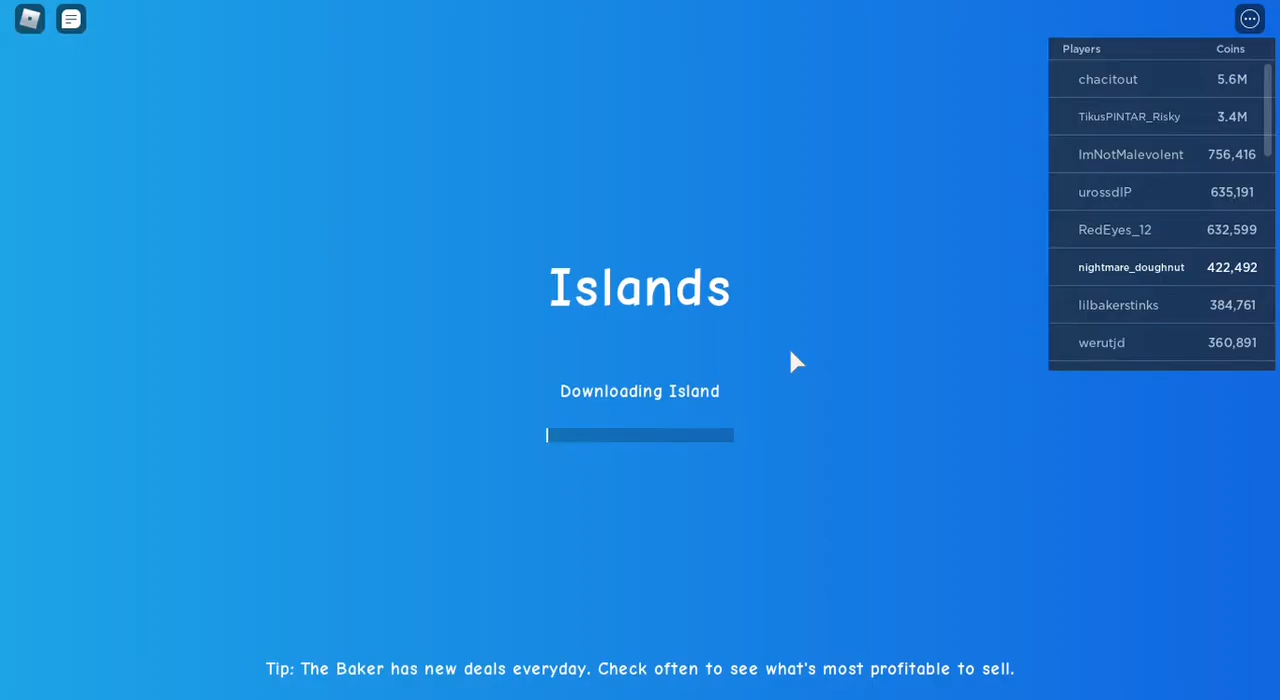 Players Coins
chacitout 5.6M
TikusPINTAR_Risky 3.4M
ImNotMalevolent 756,416
urossdIP 635,191
RedEyes_12 632,599
nightmare_doughnut 422,492
lilbakerstinks 384,761
werutjd 360,891
Islands
Downloading Island
Tip: The Baker has new deals everyday. Check often to see what's most profitable to sell.